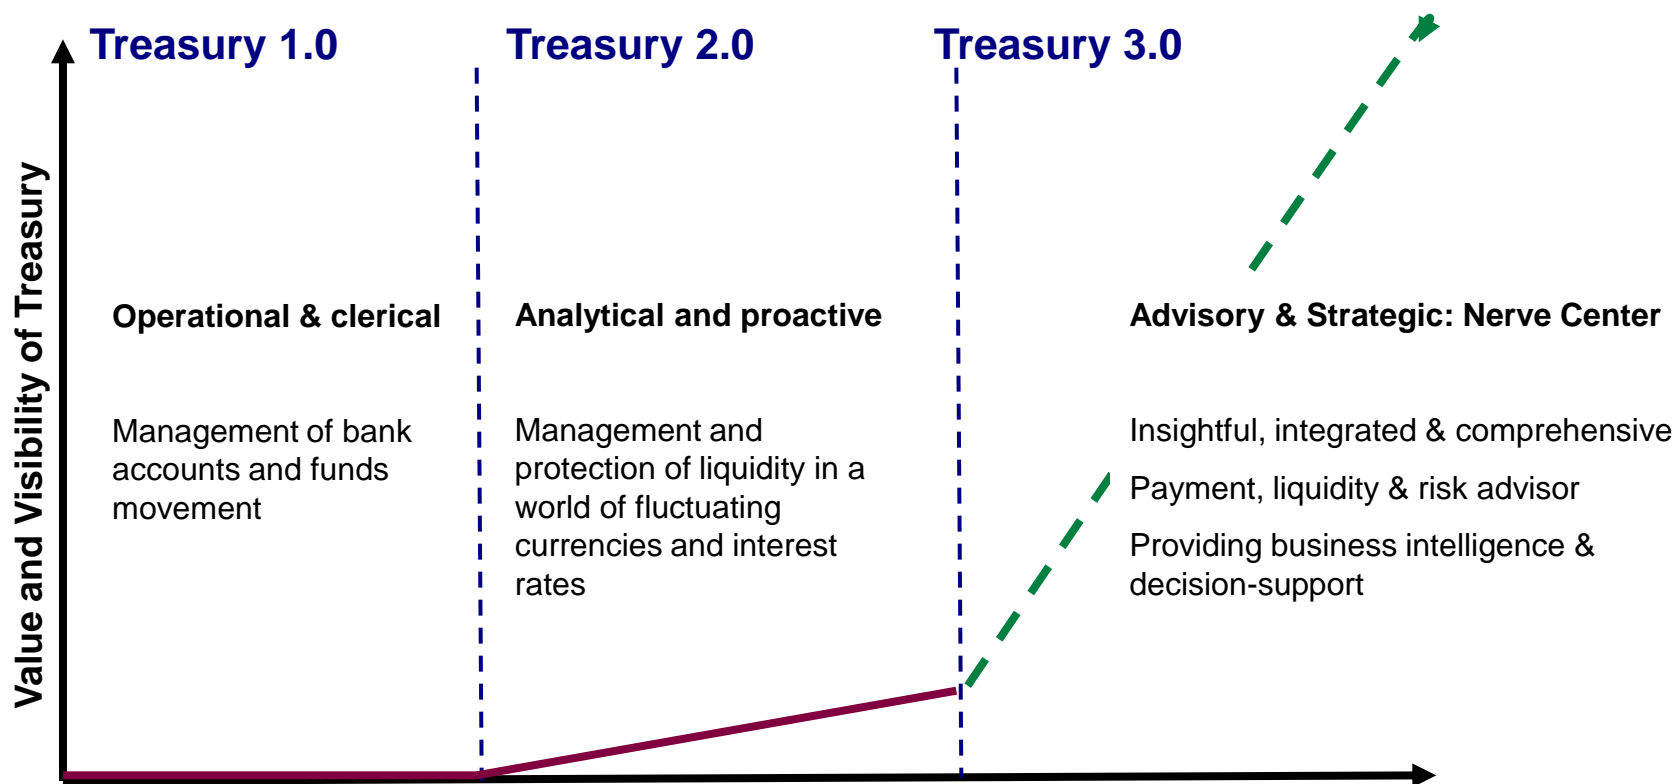 Treasury 1.0
Treasury 2.0
Treasury 3.0
Value and Visibility of Treasury
Operational & clerical
Management of bank
accounts and funds
movement
Analytical and proactive
Management and
protection of liquidity in a
world of fluctuating
currencies and interest
rates
Advisory & Strategic: Nerve Center
Insightful, integrated & comprehensive
Payment, liquidity & risk advisor
Providing business intelligence &
decision-support